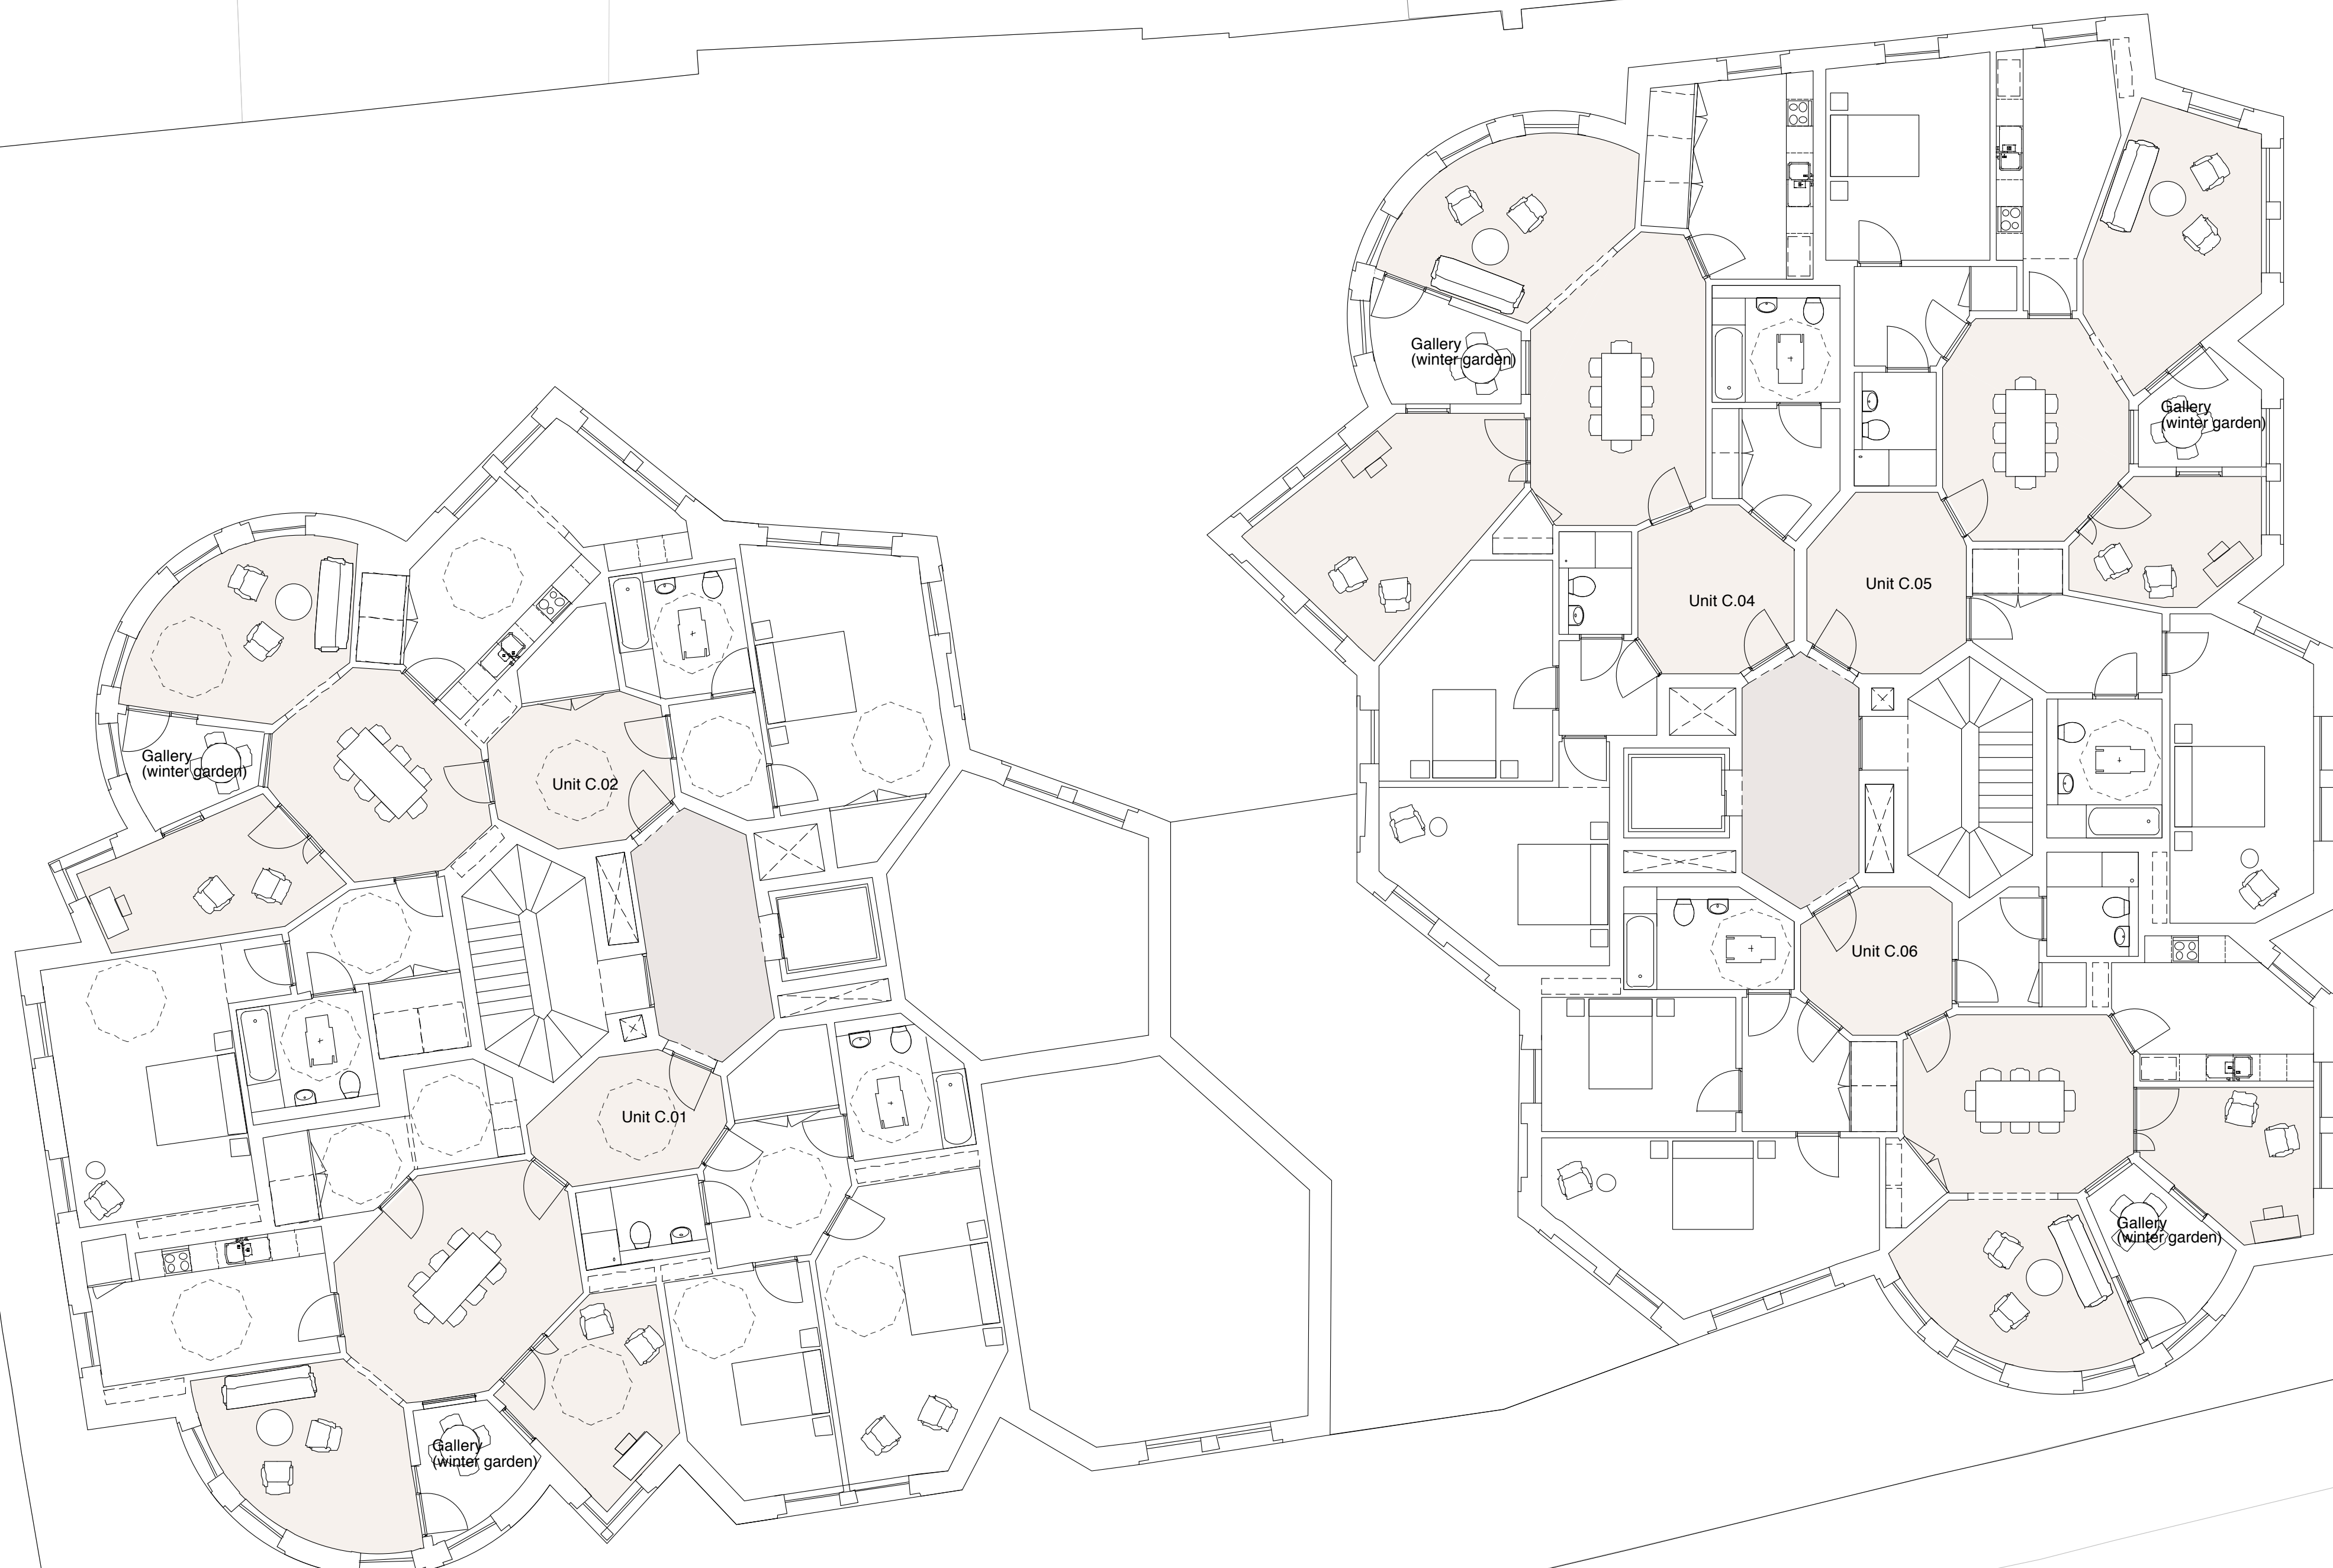 Gallery
(winter garden)
Gallery
(winter garden)
Unit C.05
Unit C.04
Gallery
(winter garden)
Unit C.02
Unit C.06
Unit C.01
Gallery
(winter garden)
Gallery
(winter garden)